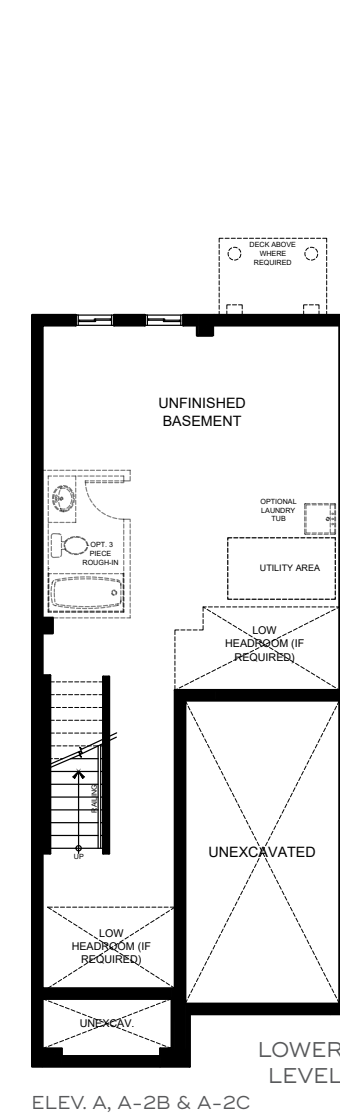 DECK ABOVE
WHERE
REQUIRED
UNFINISHED
BASEMENT
OPTIONAL
LAUNDRY
TUB
OPT. 3
PIECE
ROUGH-IN
UTILITY AREA
LOW
HEADROOM (IF
REQUIRED)
RAILING
UP
UNEXCAVATED
LOW
HEADROOM (IF
REQUIRED)
UNEXCAV.
LOWER
LEVEL
ELEV. A, A-2B & A-2C